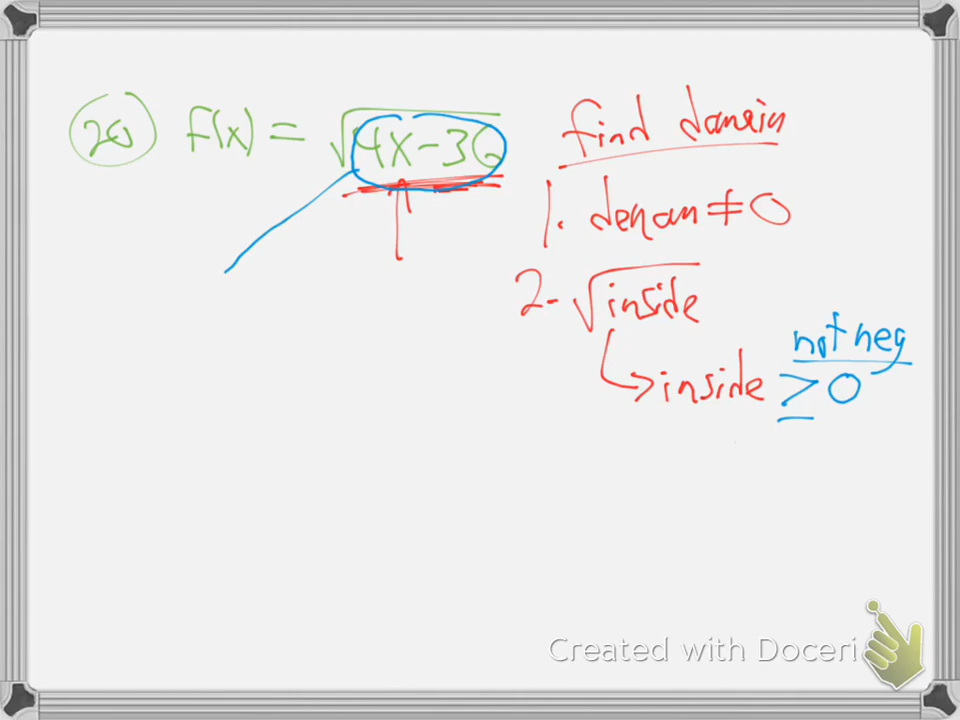 20 f(x) = √4x-36
find domain
1. denom ≠ 0
2- √inside
not neg
inside ≥ 0
Created with Doceri